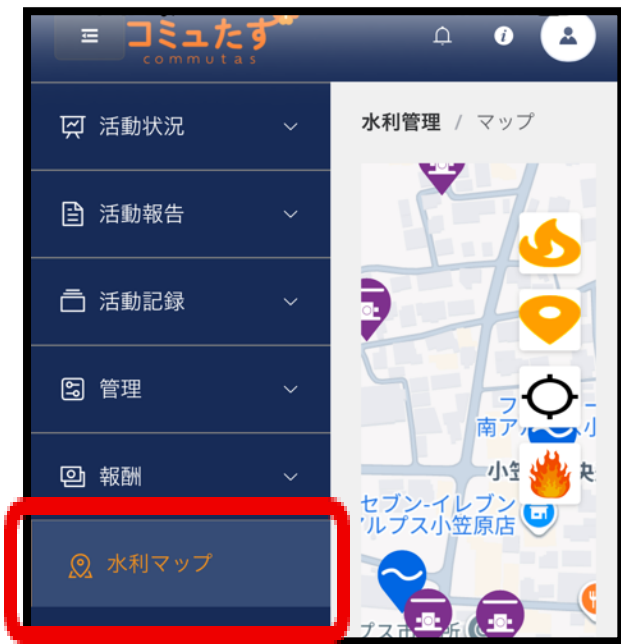 コミュたす
commutas
活動状況
活動報告
活動記録
管理
報酬
水利マップ
水利管理 / マップ
南ア
小笠
セブン-イレブン
ルプス小笠原店